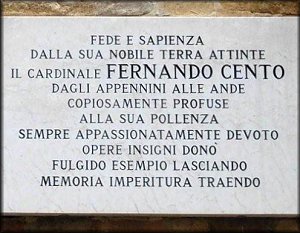 FEDE E SAPIENZA
DALLA SUA NOBILE TERRA ATTINTE
IL CARDINALE FERNANDO CENTO
DAGLI APPENNINI ALLE ANDE
COPIOSAMENTE PROFUSE
ALLA SUA POLLENZA
SEMPRE APPASSIONATAMENTE DEVOTO
OPERE INSIGNI DONÒ
FULGIDO ESEMPIO LASCIANDO
MEMORIA IMPERITURA TRAENDO